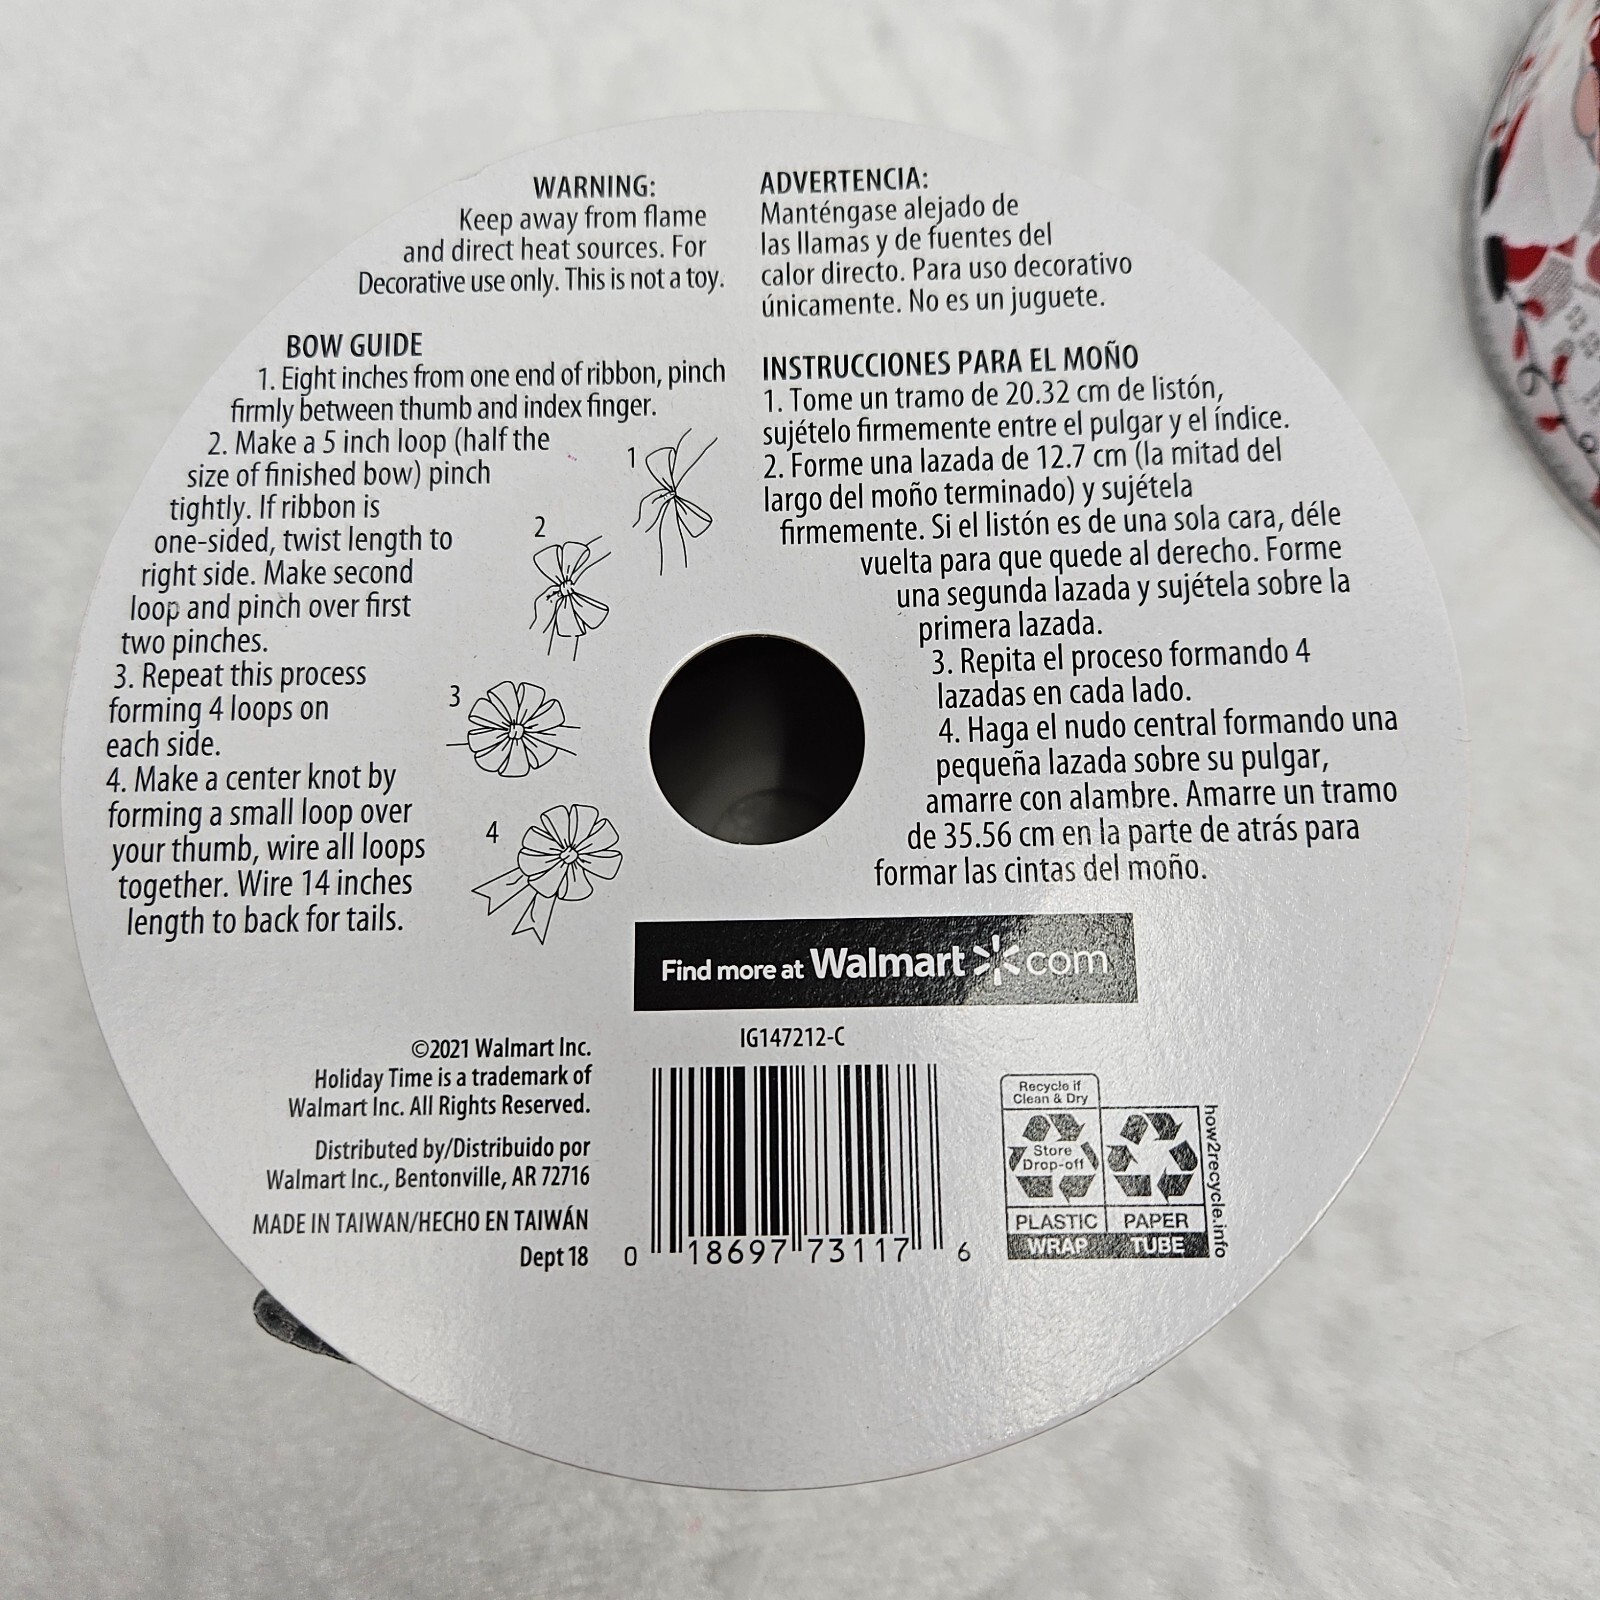 WARNING:
Keep away from flame
and direct heat sources. For
Decorative use only. This is not a toy.
BOW GUIDE
1. Eight inches from one end of ribbon, pinch
firmly between thumb and index finger.
2. Make a 5 inch loop (half the
size of finished bow) pinch
tightly. If ribbon is
one-sided, twist length to
right side. Make second
loop and pinch over first
two pinches.
3. Repeat this process
forming 4 loops on
each side.
4. Make a center knot by
forming a small loop over
your thumb, wire all loops
together. Wire 14 inches
length to back for tails.
1
2
3
4
ADVERTENCIA:
Manténgase alejado de
las llamas y de fuentes del
calor directo. Para uso decorativo
únicamente. No es un juguete.
INSTRUCCIONES PARA EL MOÑO
1. Tome un tramo de 20.32 cm de listón,
sujételo firmemente entre el pulgar y el índice.
2. Forme una lazada de 12.7 cm (la mitad del
largo del moño terminado) y sujétela
firmemente. Si el listón es de una sola cara, déle
vuelta para que quede al derecho. Forme
una segunda lazada y sujétela sobre la
primera lazada.
3. Repita el proceso formando 4
lazadas en cada lado.
4. Haga el nudo central formando una
pequeña lazada sobre su pulgar,
amarre con alambre. Amarre un tramo
de 35.56 cm en la parte de atrás para
formar las cintas del moño.
Find more at Walmart com
©2021 Walmart Inc.
Holiday Time is a trademark of
Walmart Inc. All Rights Reserved.
Distributed by/Distribuido por
Walmart Inc., Bentonville, AR 72716
MADE IN TAIWAN/HECHO EN TAIWÁN
Dept 18
IG147212-C
0 18697 73117 6
Recycle if
Clean & Dry
Store
Drop-off
PLASTIC
WRAP
PAPER
TUBE
how2recycle.info